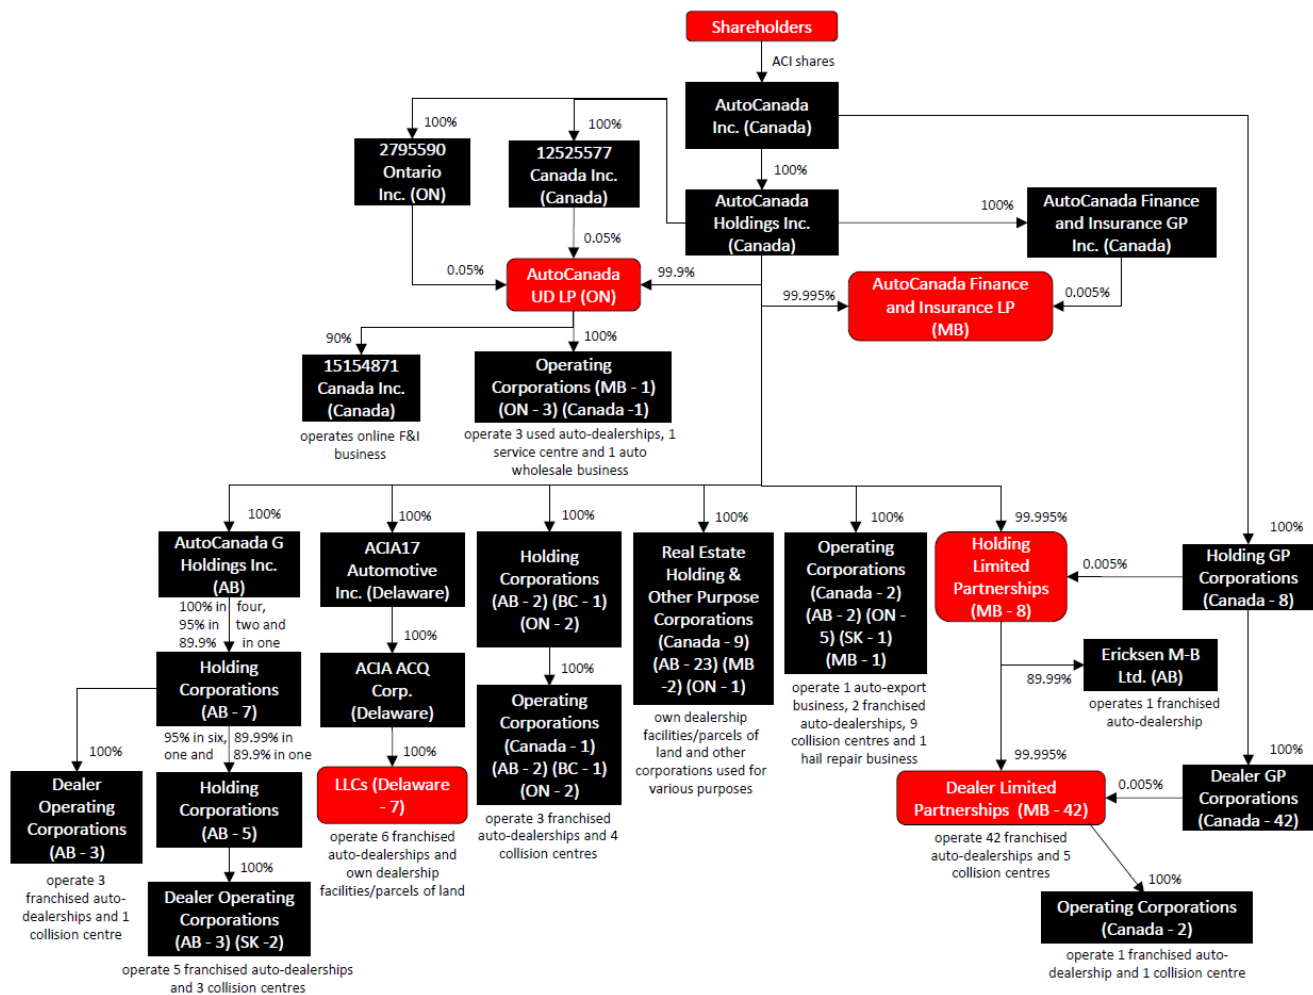 Shareholders
ACI shares
AutoCanada
Inc. (Canada)
100%
100%
100%
2795590
Ontario
Inc. (ON)
12525577
Canada Inc.
(Canada)
AutoCanada
Holdings Inc.
(Canada)
100%
AutoCanada Finance
and Insurance GP
Inc. (Canada)
0.05%
0.05%
AutoCanada
UD LP (ON)
99.9%
99.995%
AutoCanada Finance
and Insurance LP
(MB)
0.005%
90%
100%
15154871
Canada Inc.
(Canada)
operates online F&I
business
Operating
Corporations (MB - 1)
(ON - 3) (Canada -1)
operate 3 used auto-dealerships, 1
service centre and 1 auto
wholesale business
100%
100%
100%
100%
100%
99.995%
100%
AutoCanada G
Holdings Inc.
(AB)
100% in four,
95% in two and
89.9% in one
Holding
Corporations
(AB - 7)
100%
95% in six, 89.99% in
one and 89.9% in one
Dealer
Operating
Corporations
(AB - 3)
operate 3
franchised auto-
dealerships and 1
collision centre
Holding
Corporations
(AB - 5)
100%
Dealer Operating
Corporations
(AB - 3) (SK -2)
operate 5 franchised auto-dealerships
and 3 collision centres
ACIA17
Automotive
Inc. (Delaware)
100%
ACIA ACQ
Corp.
(Delaware)
100%
LLCs (Delaware
- 7)
operate 6 franchised
auto-dealerships and
own dealership
facilities/parcels of land
Holding
Corporations
(AB - 2) (BC - 1)
(ON - 2)
100%
Operating
Corporations
(Canada - 1)
(AB - 2) (BC - 1)
(ON - 2)
operate 3 franchised
auto-dealerships and 4
collision centres
Real Estate
Holding &
Other Purpose
Corporations
(Canada - 9)
(AB - 23) (MB
-2) (ON - 1)
own dealership
facilities/parcels of
land and other
corporations used for
various purposes
Operating
Corporations
(Canada - 2)
(AB - 2) (ON -
5) (SK - 1)
(MB - 1)
operate 1 auto-export
business, 2 franchised
auto-dealerships, 9
collision centres and 1
hail repair business
Holding
Limited
Partnerships
(MB - 8)
0.005%
Holding GP
Corporations
(Canada - 8)
89.99%
Ericksen M-B
Ltd. (AB)
operates 1 franchised
auto-dealership
99.995%
100%
Dealer Limited
Partnerships (MB - 42)
0.005%
Dealer GP
Corporations
(Canada - 42)
operate 42 franchised
auto-dealerships and 5
collision centres
100%
Operating Corporations
(Canada - 2)
operate 1 franchised auto-
dealership and 1 collision centre